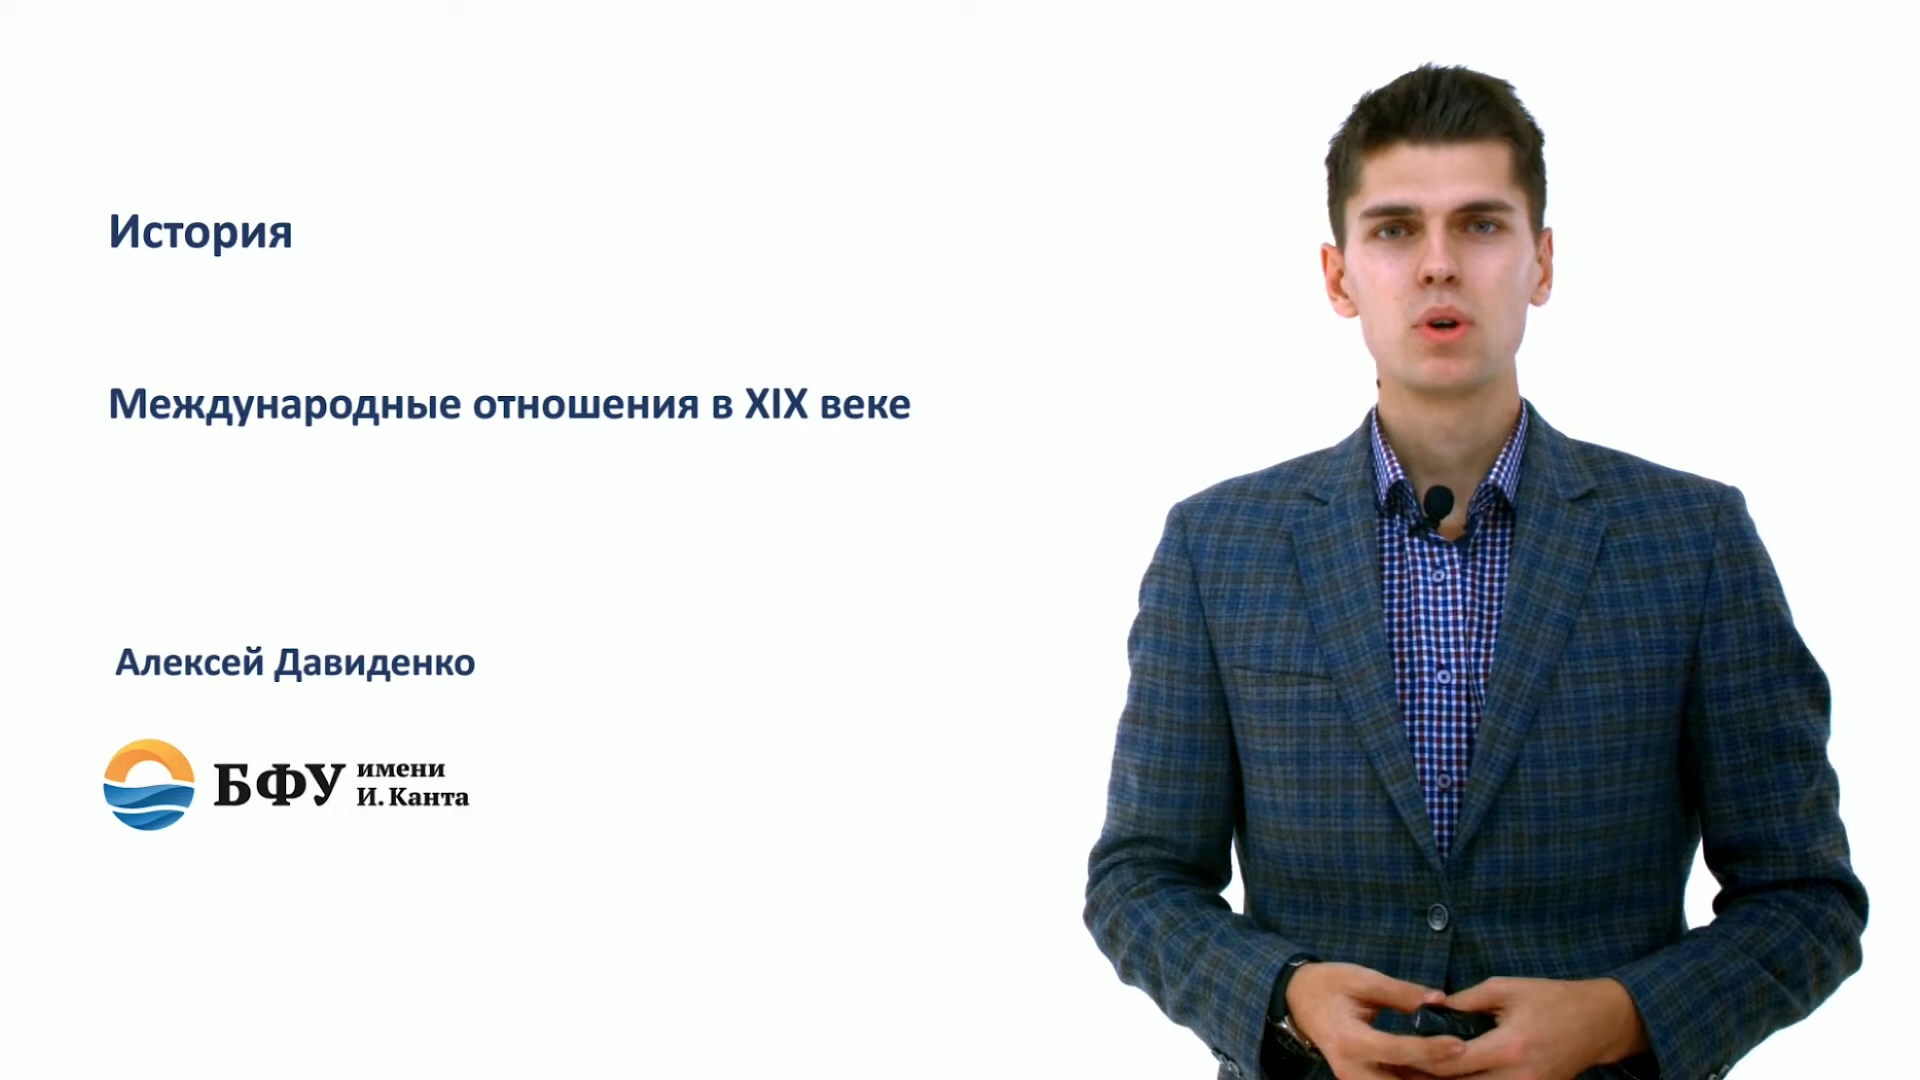 История
Международные отношения в XIX веке
Алексей Давиденко
БФУ имени
И. Канта